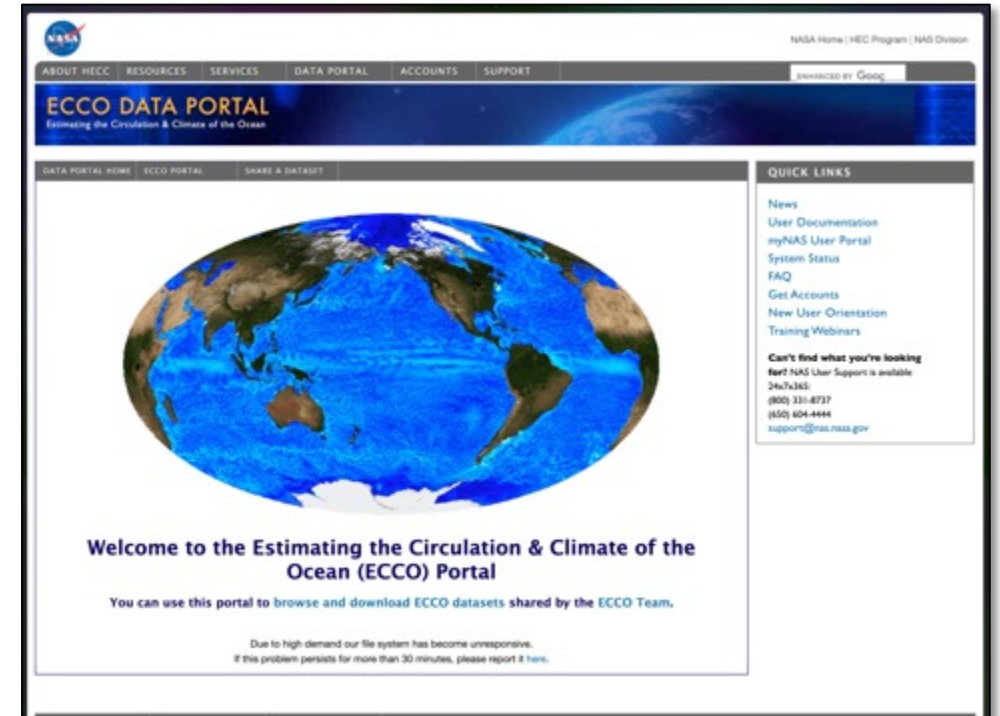 NASA
NASA Home | HEC Program | NAS Division
ABOUT HECC RESOURCES SERVICES DATA PORTAL ACCOUNTS SUPPORT
ENHANCED BY Goog
ECCO DATA PORTAL
Estimating the Circulation & Climate of the Ocean
DATA PORTAL HOME ECCO PORTAL SHARE A DATASET
QUICK LINKS
News
User Documentation
myNAS User Portal
System Status
FAQ
Get Accounts
New User Orientation
Training Webinars
Can't find what you're looking
for? NAS User Support is available
24x7x365:
(800) 331-8737
(650) 604-4444
support@nas.nasa.gov
Welcome to the Estimating the Circulation & Climate of the
Ocean (ECCO) Portal
You can use this portal to browse and download ECCO datasets shared by the ECCO Team.
Due to high demand our file system has become unresponsive.
If this problem persists for more than 30 minutes, please report it here.